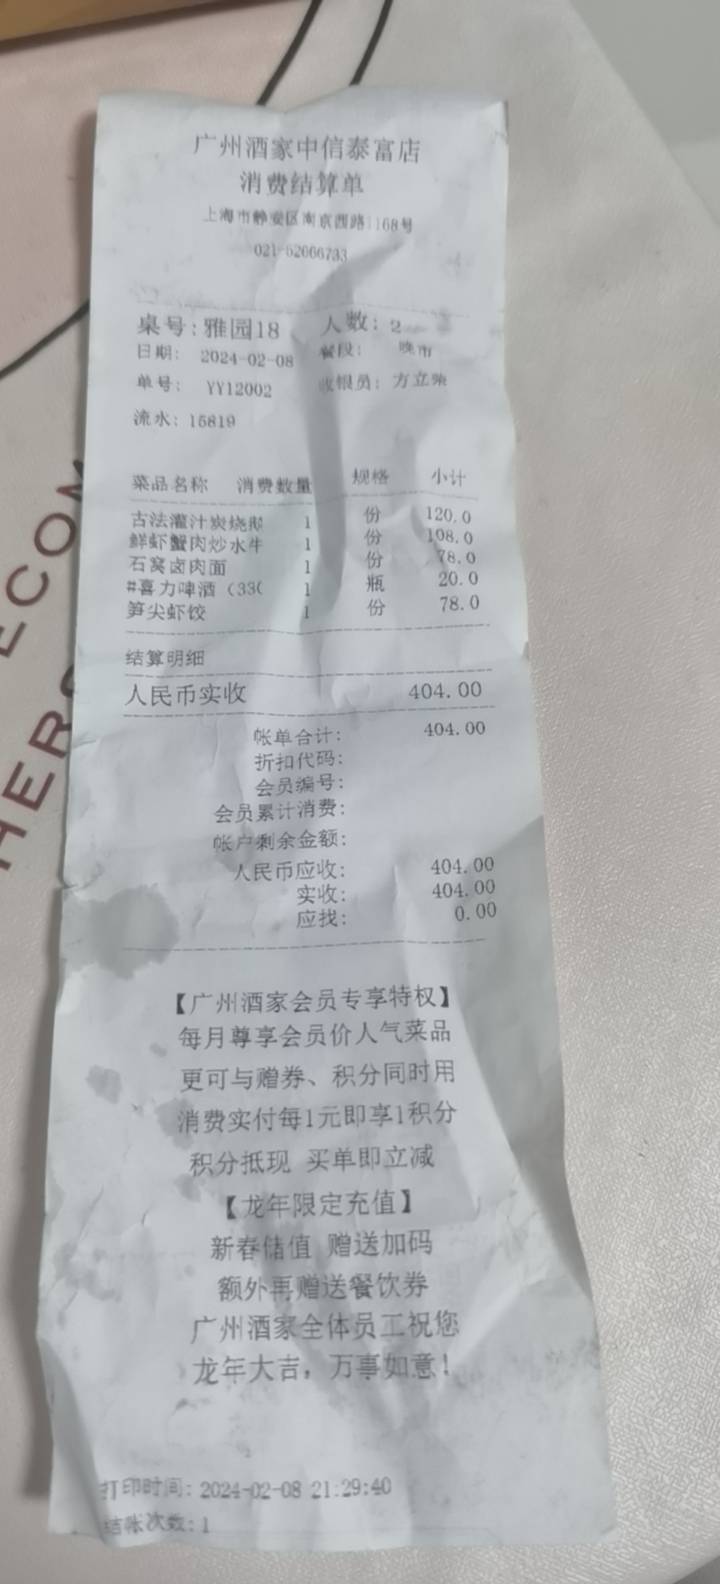 广州酒家中信泰富店
消费结算单
上海市静安区南京西路1168号
021-52666733
桌号:雅园18 人数: 2
日期: 2024-02-08 餐段: 晚市
单号: YY12002 收银员: 方立荣
流水: 15819
菜品名称 消费数量 规格 小计
古法灌汁炭烧 1 份 120.0
鲜虾蟹肉炒水牛 1 份 108.0
石窝卤肉面 1 份 78.0
#喜力啤酒（330 1 瓶 20.0
笋尖虾饺 1 份 78.0
结算明细
人民币实收 404.00
帐单合计: 404.00
折扣代码:
会员编号:
会员累计消费:
帐户剩余金额:
人民币应收: 404.00
实收: 404.00
应找: 0.00
【广州酒家会员专享特权】
每月尊享会员价人气菜品
更可与赠券、积分同时用
消费实付每1元即享1积分
积分抵现 买单即立减
【龙年限定充值】
新春储值 赠送加码
额外再赠送餐饮券
广州酒家全体员工祝您
龙年大吉，万事如意！
打印时间: 2024-02-08 21:29:40
结帐次数: 1
ECOM
HERO